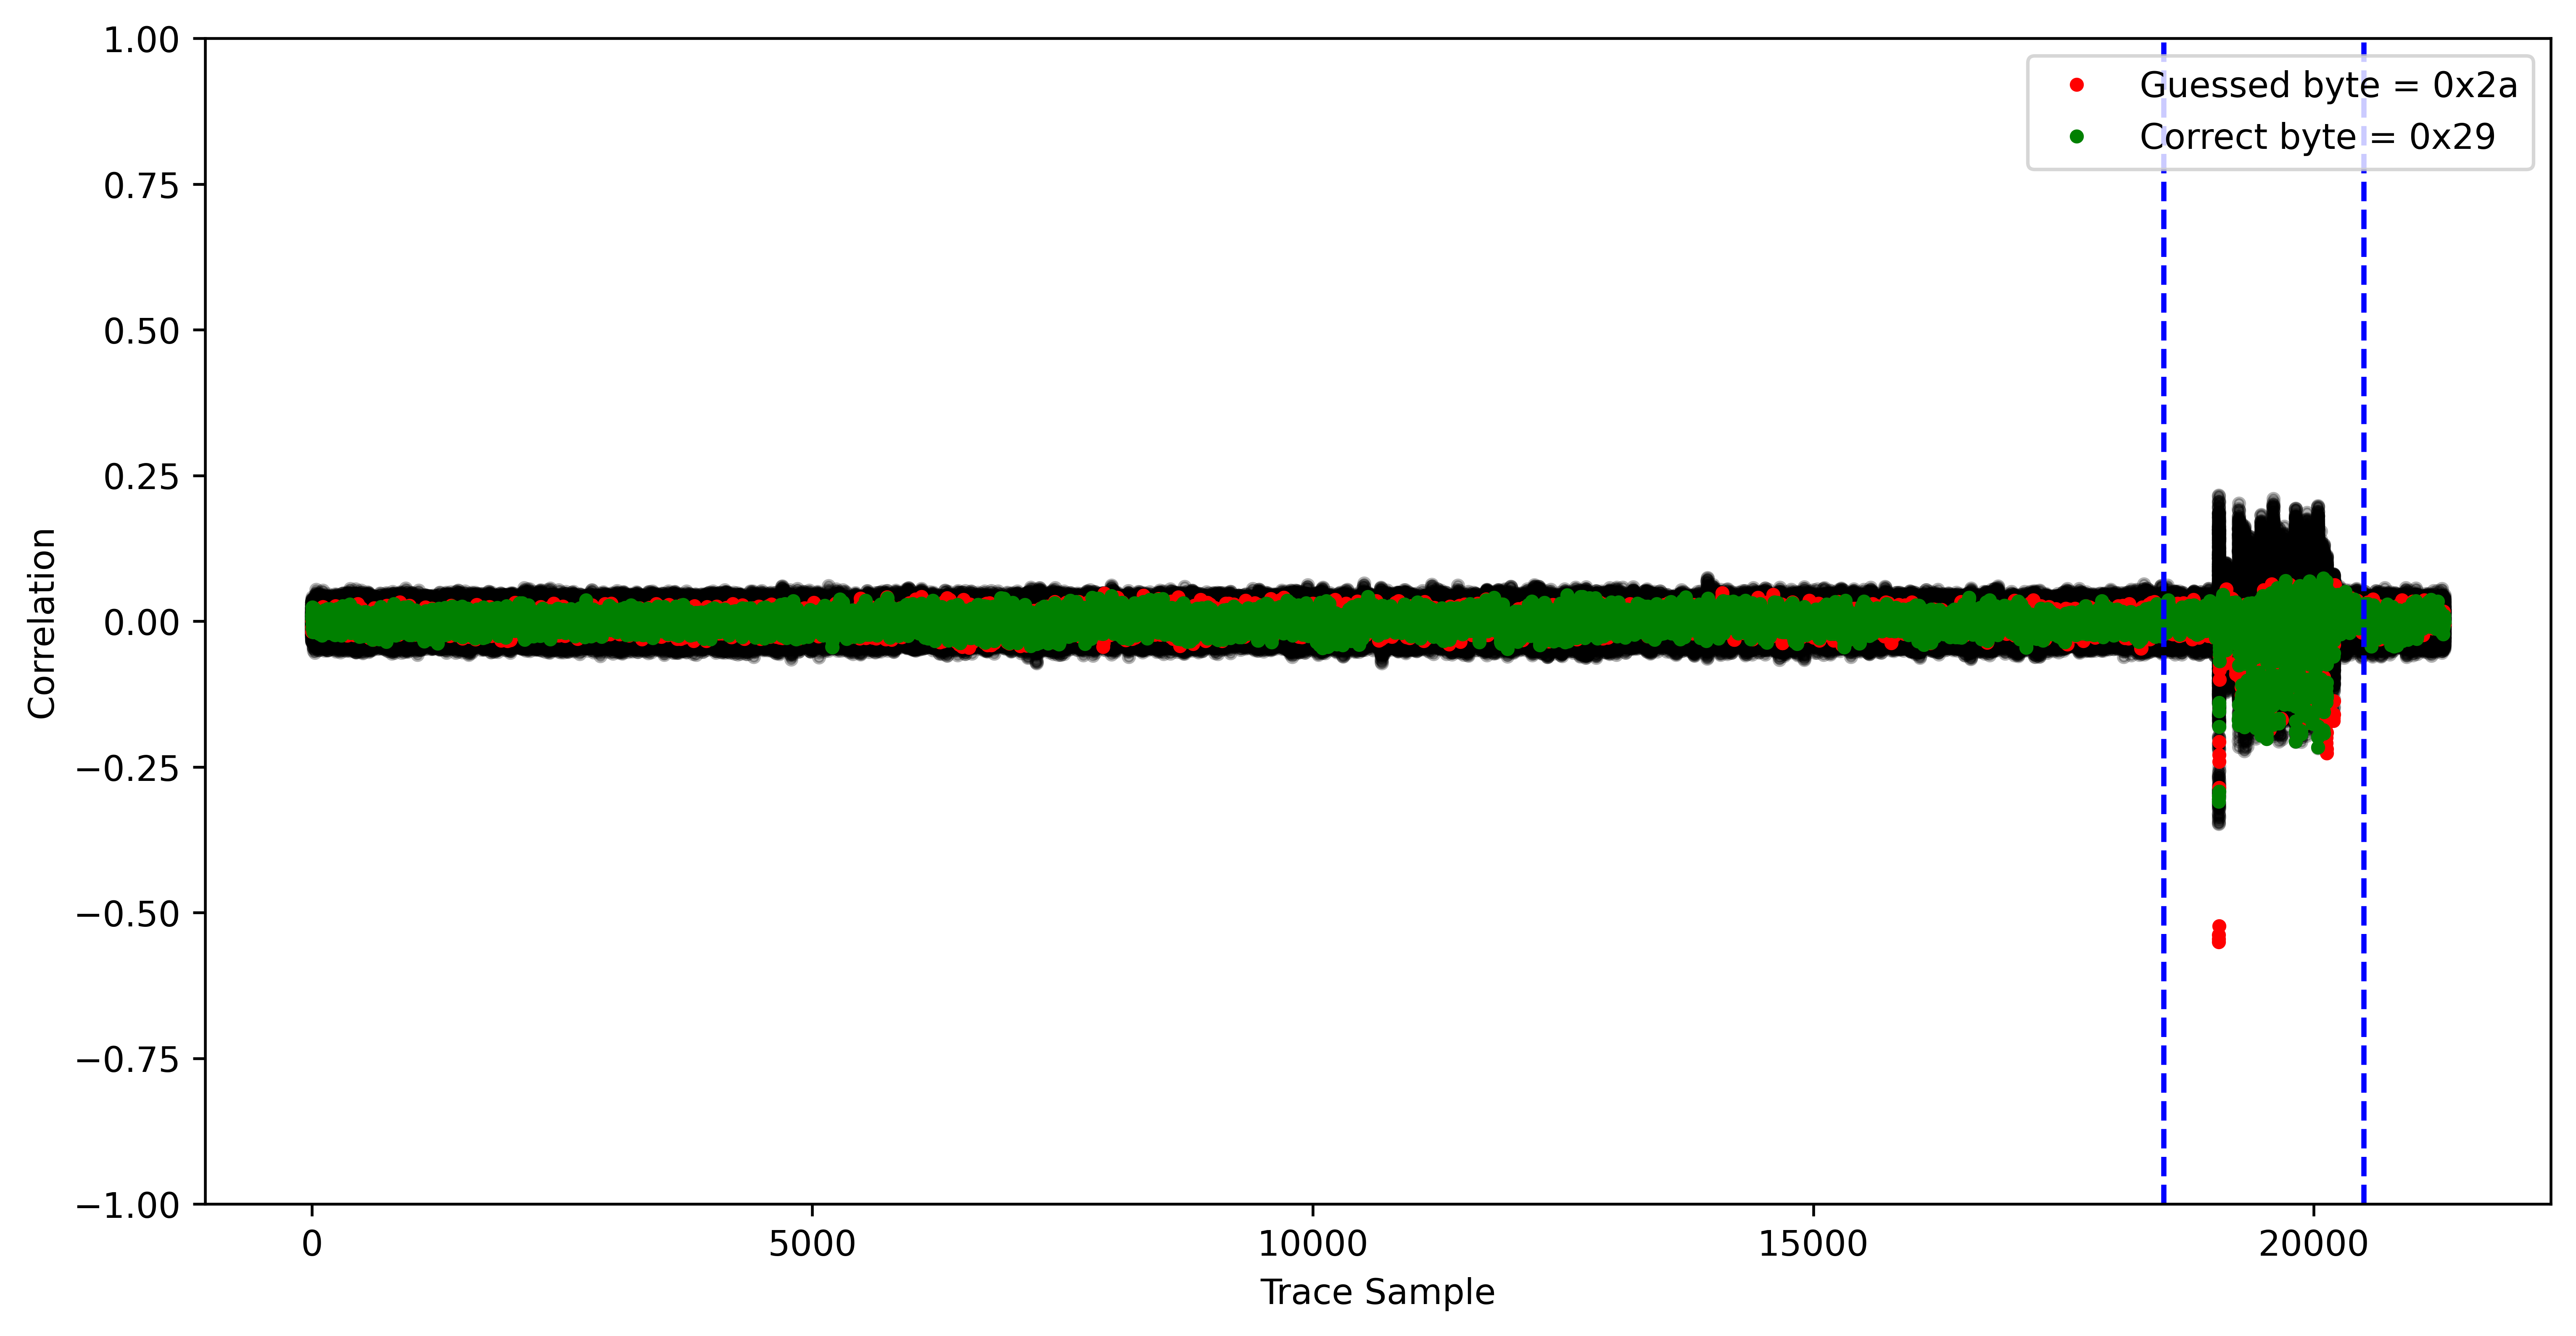 1.00
0.75
0.50
0.25
0.00
−0.25
−0.50
−0.75
−1.00
Correlation
Guessed byte = 0x2a
Correct byte = 0x29
0 5000 10000 15000 20000
Trace Sample